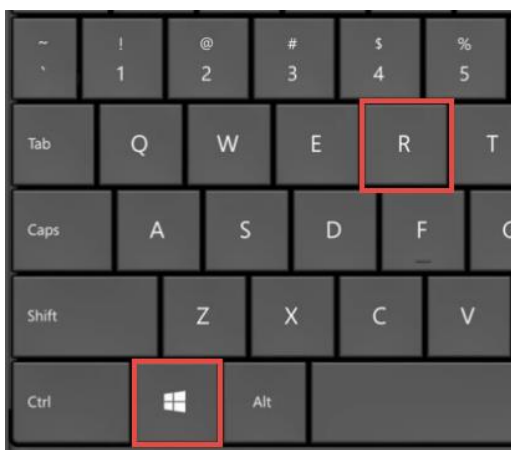 ~ ! @ # $ %
` 1 2 3 4 5
Tab Q W E R T
Caps A S D F
Shift Z X C V
Ctrl Alt